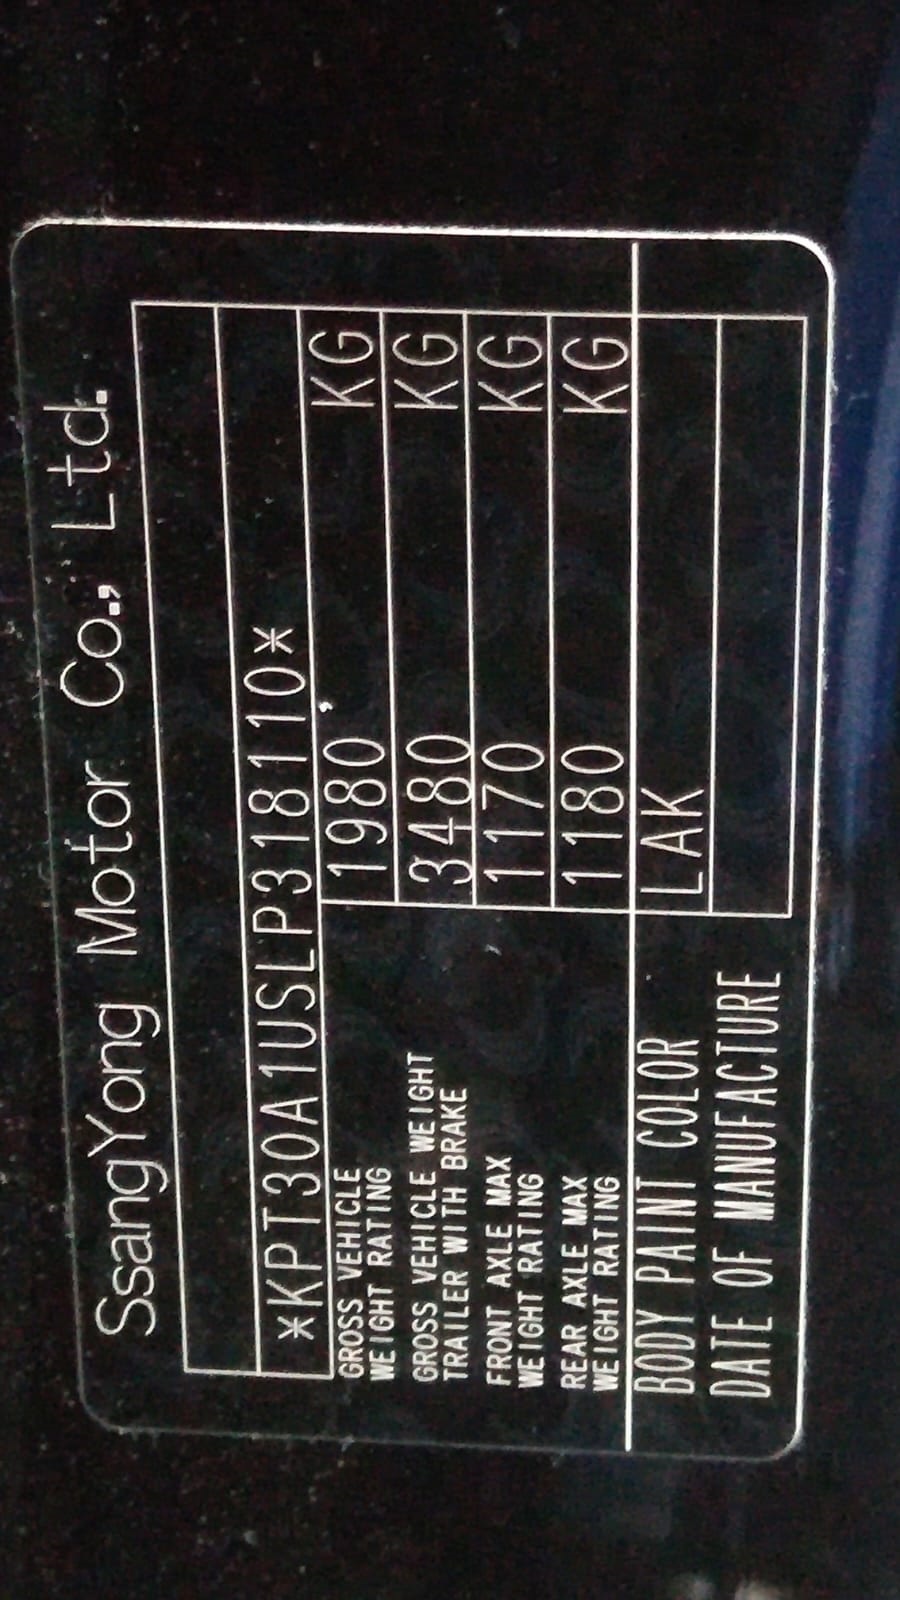 SsangYong Motor Co., Ltd.
*KPT30A1USLP318110*
GROSS VEHICLE
WEIGHT RATING
1980 KG
GROSS VEHICLE WEIGHT
TRAILER WITH BRAKE
3480 KG
FRONT AXLE MAX
WEIGHT RATING
1170 KG
REAR AXLE MAX
WEIGHT RATING
1180 KG
BODY PAINT COLOR LAK
DATE OF MANUFACTURE